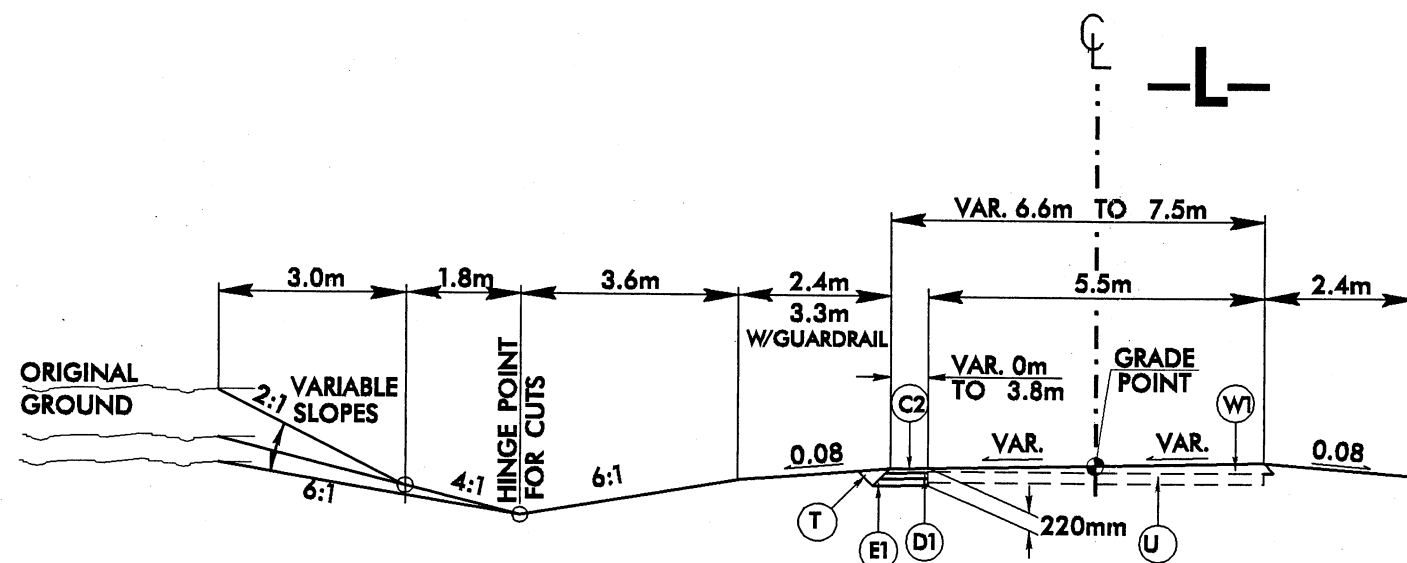 CL
-L-
VAR. 6.6m TO 7.5m
3.0m
1.8m
3.6m
2.4m
5.5m
2.4m
3.3m
W/GUARDRAIL
ORIGINAL
GROUND
2:1
VARIABLE
SLOPES
HINGE POINT
FOR CUTS
VAR. 0m
TO 3.8m
GRADE
POINT
C2
W1
0.08
VAR.
VAR.
0.08
6:1
4:1
6:1
T
E1
D1
220mm
U